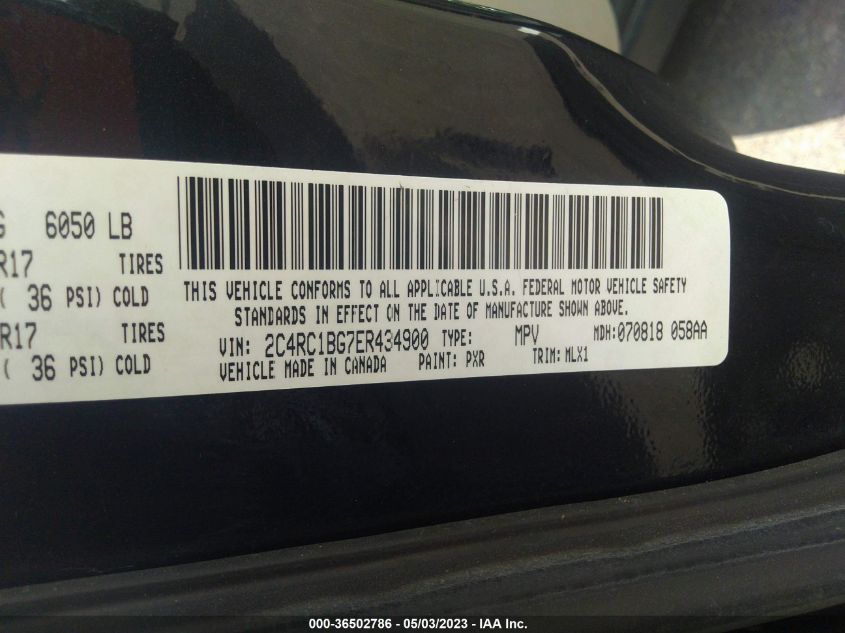 G 6050 LB
R17 TIRES
( 36 PSI) COLD
R17 TIRES
( 36 PSI) COLD
THIS VEHICLE CONFORMS TO ALL APPLICABLE U.S.A. FEDERAL MOTOR VEHICLE SAFETY
STANDARDS IN EFFECT ON THE DATE OF MANUFACTURE SHOWN ABOVE.
VIN: 2C4RC1BG7ER434900 TYPE: MPV MDH:070818 058AA
VEHICLE MADE IN CANADA PAINT: PXR TRIM: MLX1
000-36502786 - 05/03/2023 - IAA Inc.